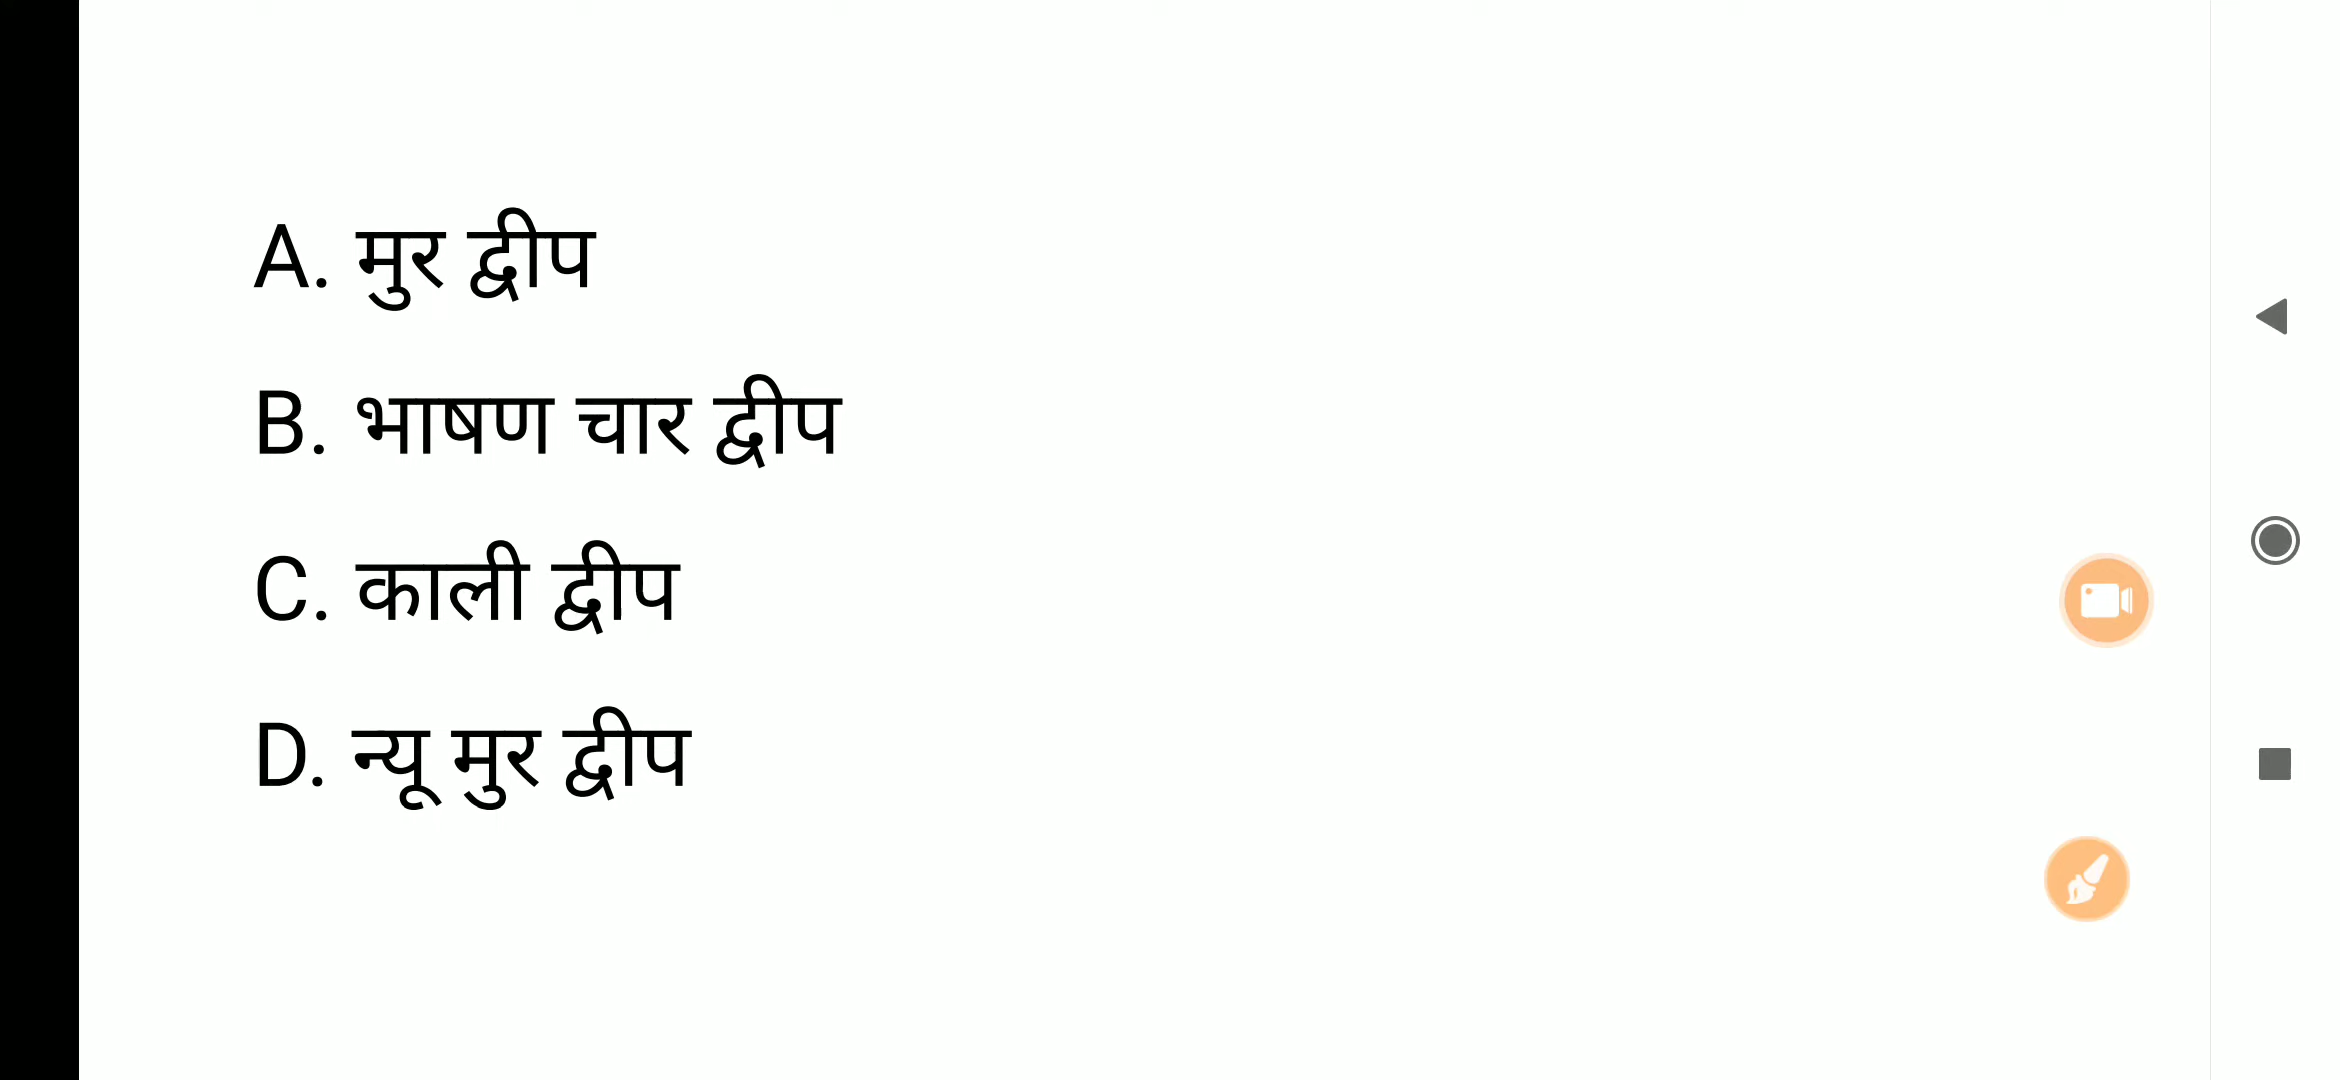 A. मुर द्वीप
B. भाषण चार द्वीप
C. काली द्वीप
D. न्यू मुर द्वीप